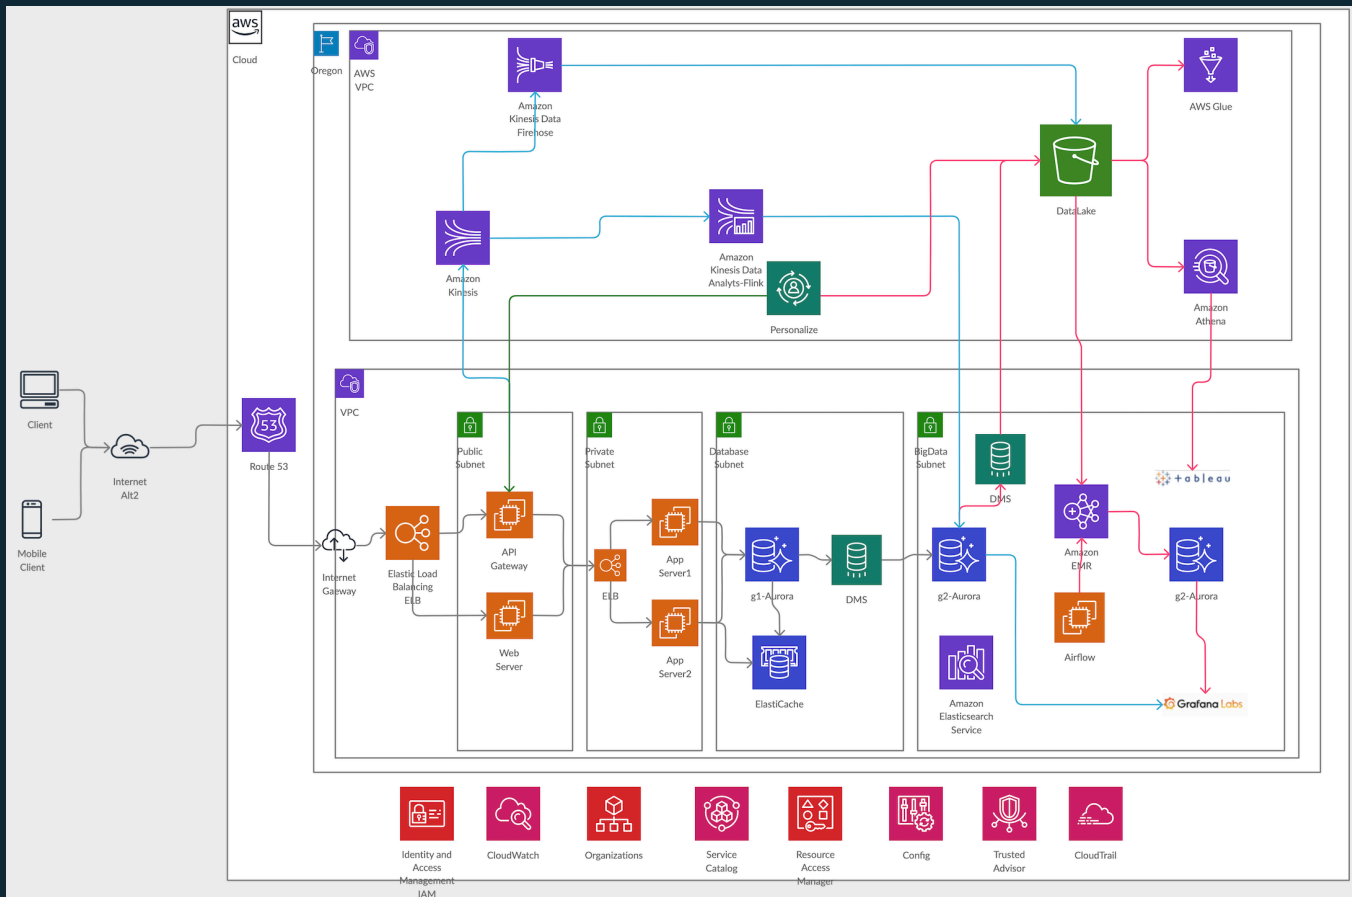 aws
Cloud
Oregon
AWS
VPC
Amazon
Kinesis Data
Firehose
AWS Glue
DataLake
Amazon
Kinesis
Amazon
Kinesis Data
Analyts-Flink
Personalize
Amazon
Athena
Client
Internet
Alt2
Mobile
Client
53
Route 53
VPC
Internet
Gaeway
Elastic Load
Balancing
ELB
Public
Subnet
API
Gateway
Web
Server
Private
Subnet
ELB
App
Server1
App
Server2
Database
Subnet
g1-Aurora
DMS
ElastiCache
BigData
Subnet
DMS
g2-Aurora
Amazon
Elasticsearch
Service
Amazon
EMR
Airflow
+ableau
g2-Aurora
Grafana Labs
Identity and
Access
Management
IAM
CloudWatch
Organizations
Service
Catalog
Resource
Access
Manager
Config
Trusted
Advisor
CloudTrail